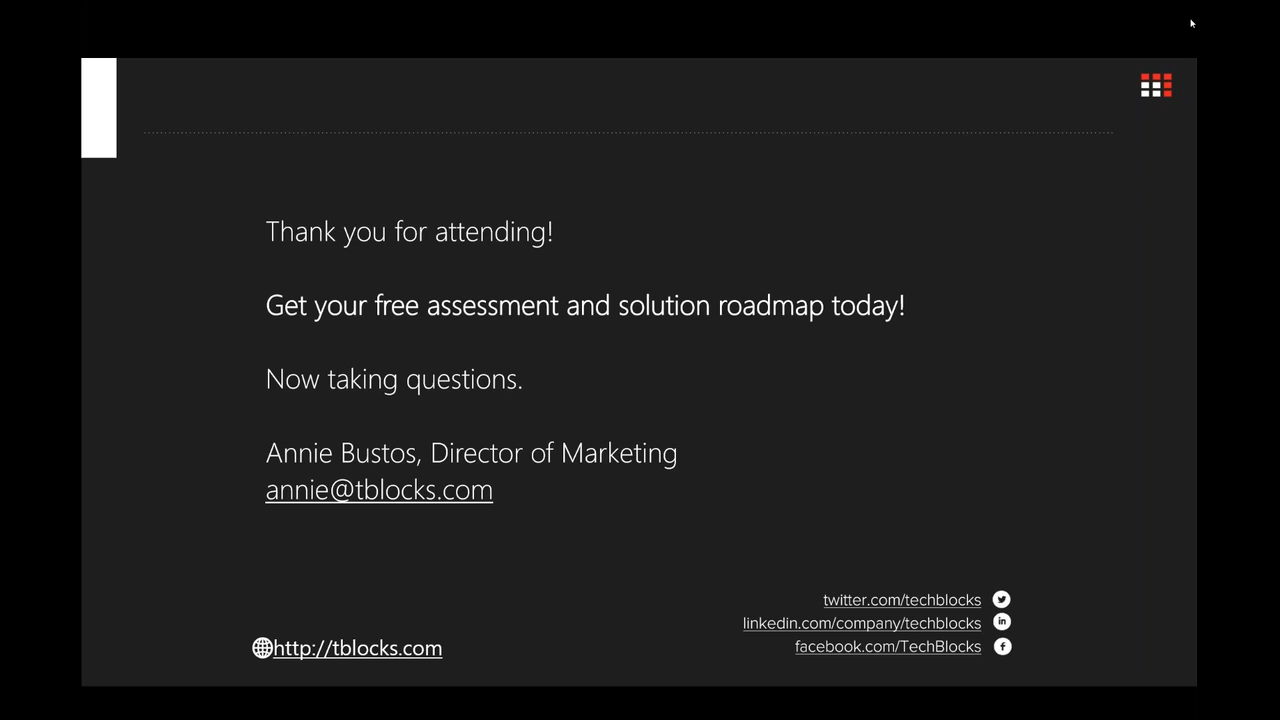 Thank you for attending!
Get your free assessment and solution roadmap today!
Now taking questions.
Annie Bustos, Director of Marketing
annie@tblocks.com
twitter.com/techblocks
linkedin.com/company/techblocks
facebook.com/TechBlocks
http://tblocks.com